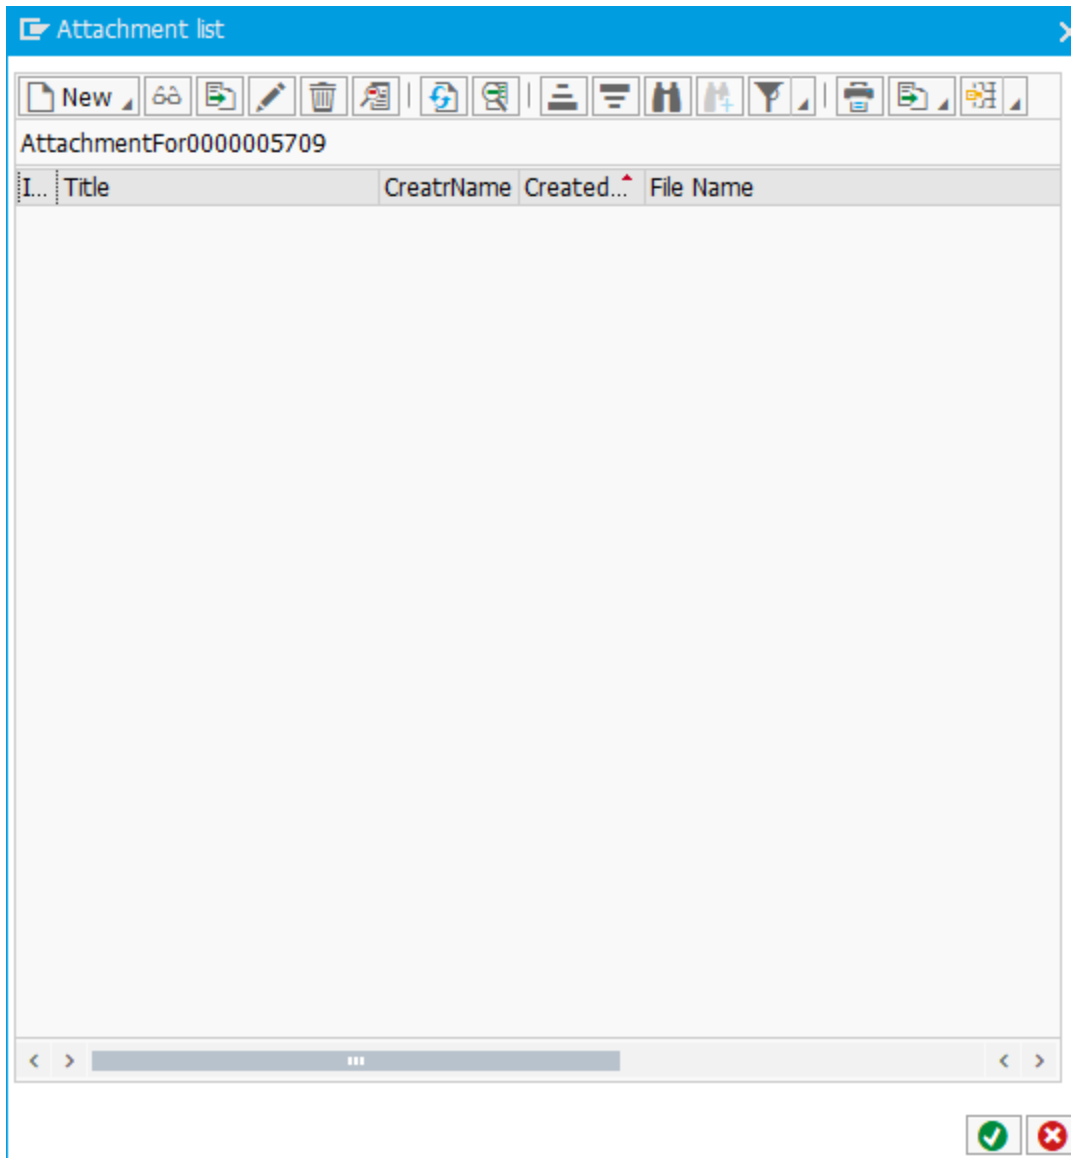 Attachment list
New
AttachmentFor0000005709
I... Title CreatrName Created... File Name